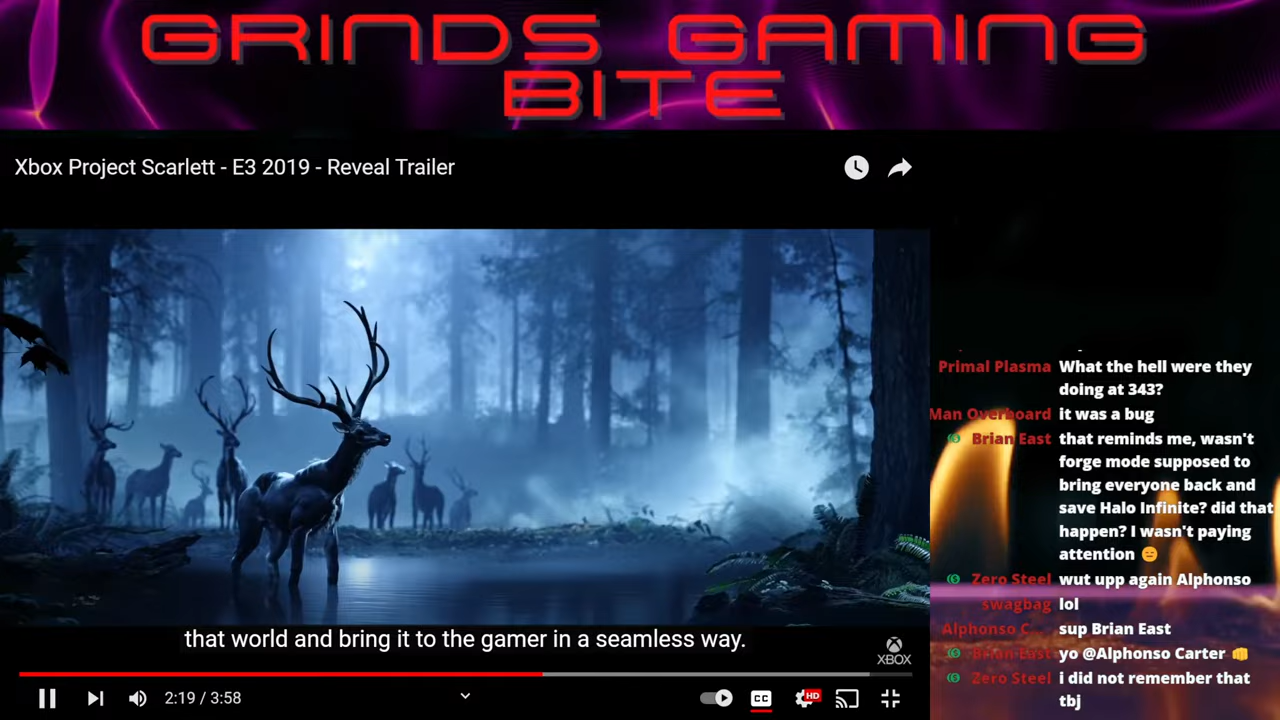 GRINDS GAMING
BITE
Xbox Project Scarlett - E3 2019 - Reveal Trailer
that world and bring it to the gamer in a seamless way.
XBOX
2:19 / 3:58
CC
HD
Primal Plasma What the hell were they
doing at 343?
Man Overboard it was a bug
Brian East that reminds me, wasn't
forge mode supposed to
bring everyone back and
save Halo Infinite? did that
happen? I wasn't paying
attention 😑
Zero Steel wut upp again Alphonso
swagbag lol
Alphonso C... sup Brian East
Brian East yo @Alphonso Carter 👊
Zero Steel i did not remember that
tbj